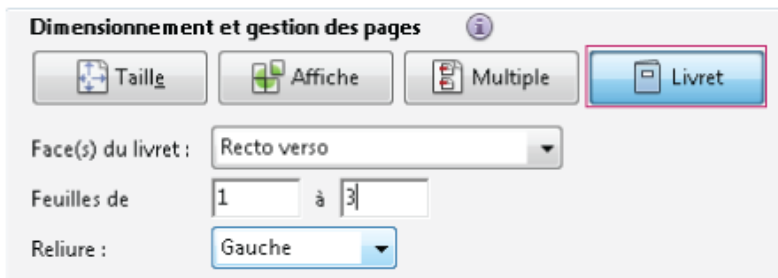 Dimensionnement et gestion des pages
Taille Affiche Multiple Livret
Face(s) du livret : Recto verso
Feuilles de 1 à 3
Reliure : Gauche